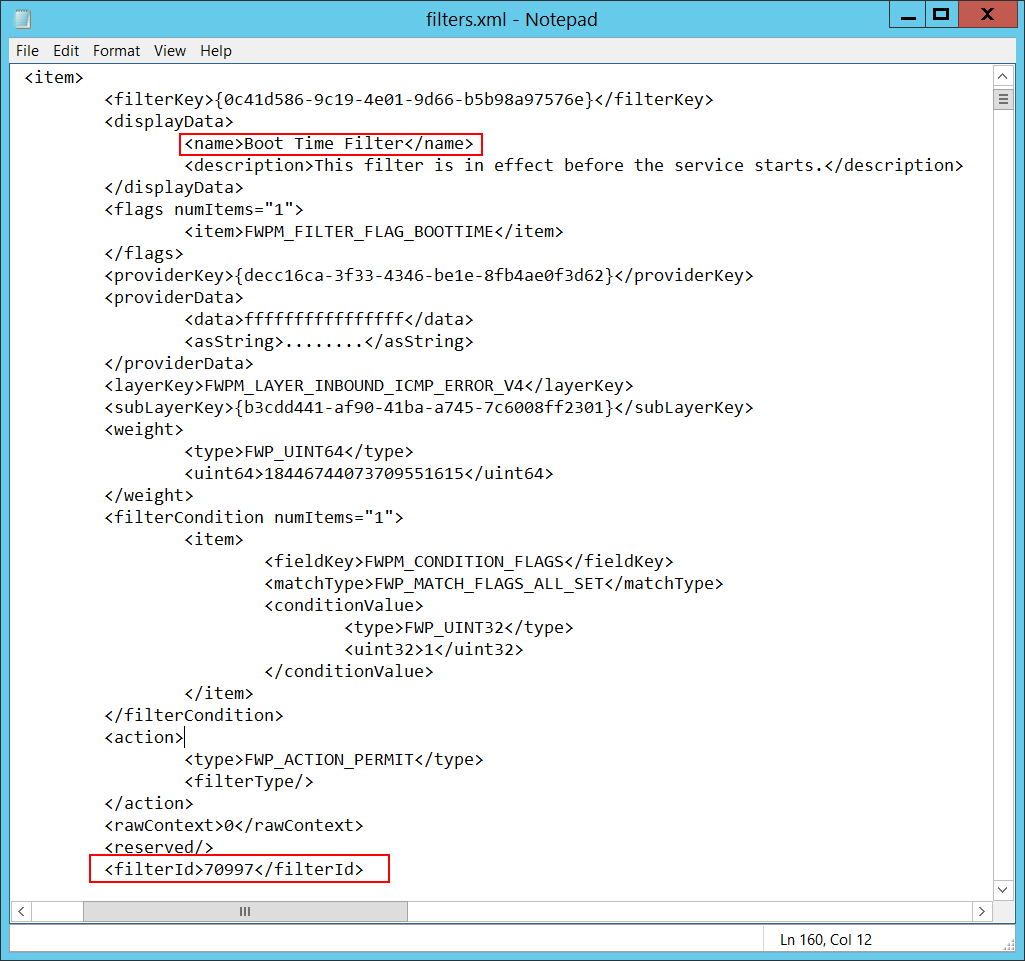 filters.xml - Notepad
File Edit Format View Help
<item>
<filterKey>{0c41d586-9c19-4e01-9d66-b5b98a97576e}</filterKey>
<displayData>
<name>Boot Time Filter</name>
<description>This filter is in effect before the service starts.</description>
</displayData>
<flags numItems="1">
<item>FWPM_FILTER_FLAG_BOOTTIME</item>
</flags>
<providerKey>{decc16ca-3f33-4346-be1e-8fb4ae0f3d62}</providerKey>
<providerData>
<data>ffffffffffffffff</data>
<asString>........</asString>
</providerData>
<layerKey>FWPM_LAYER_INBOUND_ICMP_ERROR_V4</layerKey>
<subLayerKey>{b3cdd441-af90-41ba-a745-7c6008ff2301}</subLayerKey>
<weight>
<type>FWP_UINT64</type>
<uint64>18446744073709551615</uint64>
</weight>
<filterCondition numItems="1">
<item>
<fieldKey>FWPM_CONDITION_FLAGS</fieldKey>
<matchType>FWP_MATCH_FLAGS_ALL_SET</matchType>
<conditionValue>
<type>FWP_UINT32</type>
<uint32>1</uint32>
</conditionValue>
</item>
</filterCondition>
<action>
<type>FWP_ACTION_PERMIT</type>
<filterType/>
</action>
<rawContext>0</rawContext>
<reserved/>
<filterId>70997</filterId>
Ln 160, Col 12